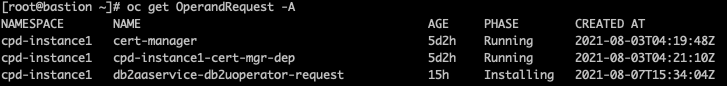 [root@bastion ~]# oc get OperandRequest -A
NAMESPACE NAME AGE PHASE CREATED AT
cpd-instance1 cert-manager 5d2h Running 2021-08-03T04:19:48Z
cpd-instance1 cpd-instance1-cert-mgr-dep 5d2h Running 2021-08-03T04:21:10Z
cpd-instance1 db2aaservice-db2uoperator-request 15h Installing 2021-08-07T15:34:04Z